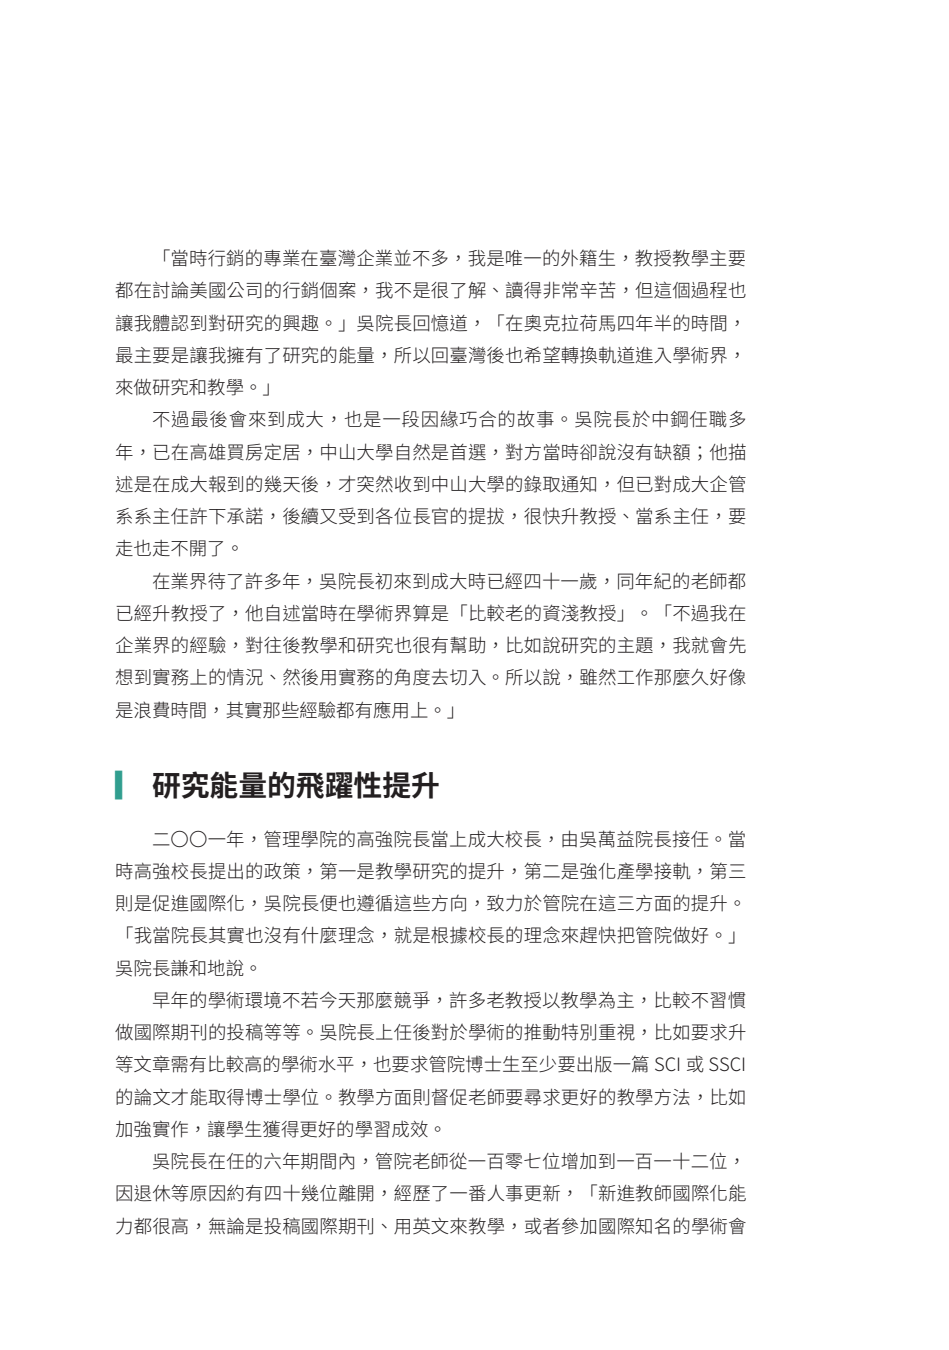 「當時行銷的專業在臺灣企業並不多，我是唯一的外籍生，教授教學主要
都在討論美國公司的行銷個案，我不是很了解、讀得非常辛苦，但這個過程也
讓我體認到對研究的興趣。」吳院長回憶道，「在奧克拉荷馬四年半的時間，
最主要是讓我擁有了研究的能量，所以回臺灣後也希望轉換軌道進入學術界，
來做研究和教學。」
不過最後會來到成大，也是一段因緣巧合的故事。吳院長於中鋼任職多
年，已在高雄買房定居，中山大學自然是首選，對方當時卻說沒有缺額；他描
述是在成大報到的幾天後，才突然收到中山大學的錄取通知，但已對成大企管
系系主任許下承諾，後續又受到各位長官的提拔，很快升教授、當系主任，要
走也走不開了。
在業界待了許多年，吳院長初來到成大時已經四十一歲，同年紀的老師都
已經升教授了，他自述當時在學術界算是「比較老的資淺教授」。「不過我在
企業界的經驗，對往後教學和研究也很有幫助，比如說研究的主題，我就會先
想到實務上的情況、然後用實務的角度去切入。所以說，雖然工作那麼久好像
是浪費時間，其實那些經驗都有應用上。」
研究能量的飛躍性提升
二〇〇一年，管理學院的高強院長當上成大校長，由吳萬益院長接任。當
時高強校長提出的政策，第一是教學研究的提升，第二是強化產學接軌，第三
則是促進國際化，吳院長便也遵循這些方向，致力於管院在這三方面的提升。
「我當院長其實也沒有什麼理念，就是根據校長的理念來趕快把管院做好。」
吳院長謙和地說。
早年的學術環境不若今天那麼競爭，許多老教授以教學為主，比較不習慣
做國際期刊的投稿等等。吳院長上任後對於學術的推動特別重視，比如要求升
等文章需有比較高的學術水平，也要求管院博士生至少要出版一篇 SCI 或 SSCI
的論文才能取得博士學位。教學方面則督促老師要尋求更好的教學方法，比如
加強實作，讓學生獲得更好的學習成效。
吳院長在任的六年期間內，管院老師從一百零七位增加到一百一十二位，
因退休等原因約有四十幾位離開，經歷了一番人事更新，「新進教師國際化能
力都很高，無論是投稿國際期刊、用英文來教學，或者參加國際知名的學術會